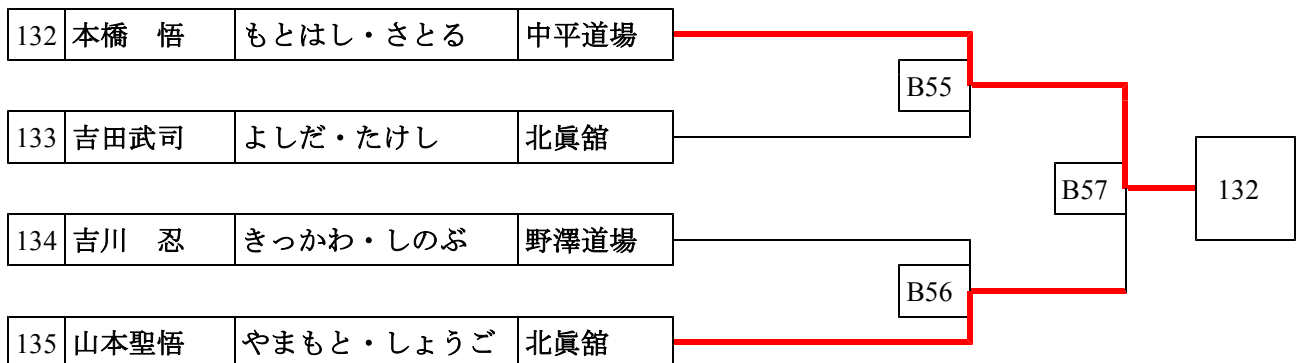 132 本橋　悟 もとはし・さとる 中平道場
B55
133 吉田武司 よしだ・たけし 北眞舘
B57 132
134 吉川　忍 きっかわ・しのぶ 野澤道場
B56
135 山本聖悟 やまもと・しょうご 北眞舘